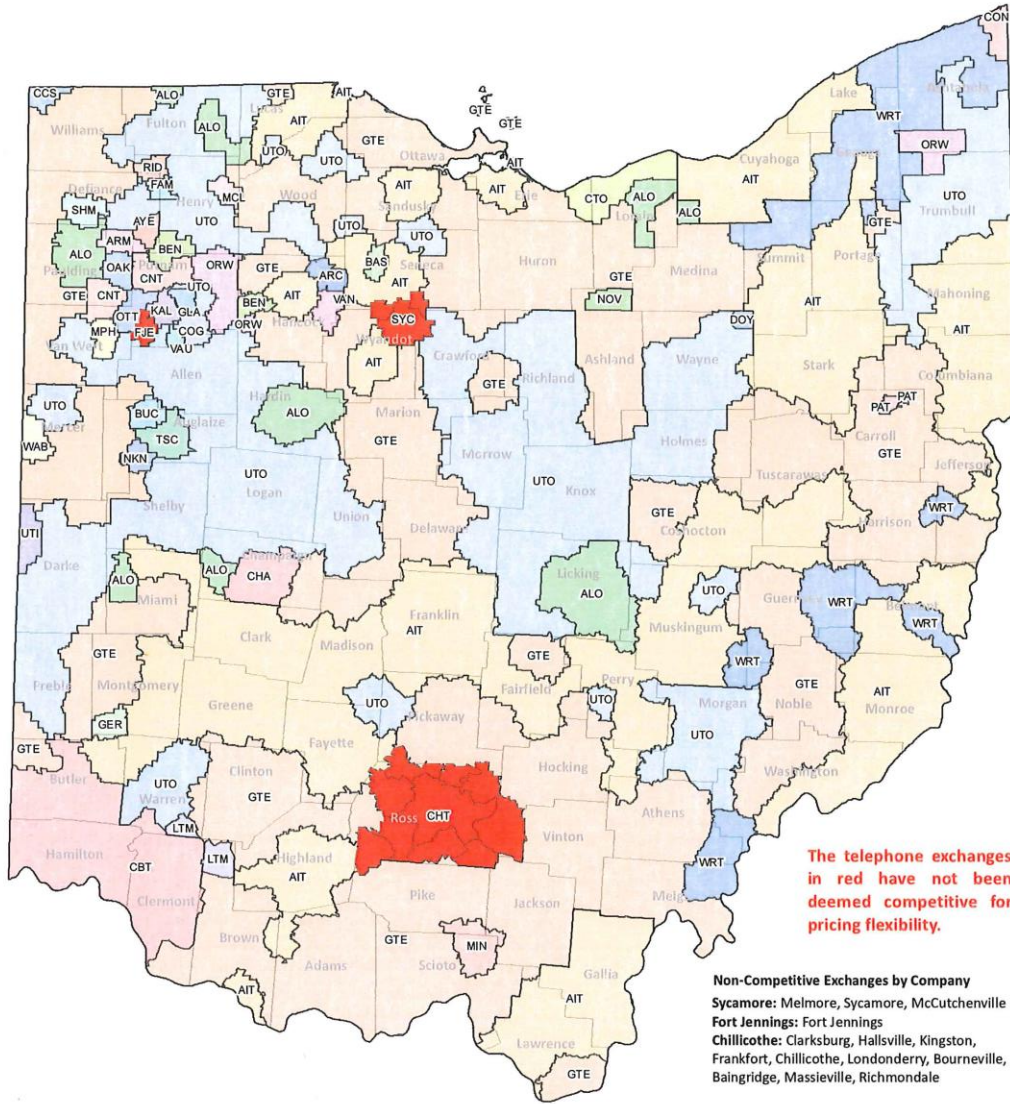 CON
CCS
ALO
GTE
AIT
GTE
GTE
Lake
Ashtabula
Williams
Fulton
Lucas
AIT
WRT
ALO
GTE
Ottawa
Geauga
ORW
UTO
UTO
AIT
Cuyahoga
RID
AIT
AIT
Erie
AIT
Defiance
FAM
Wood
Sandusky
CTO
ALO
UTO
SHM
Henry
MCL
Lorain
ALO
Trumbull
AYE
UTO
UTO
UTO
GTE
ALO
ARM
BEN
BAS
Seneca
Huron
Summit
Portage
Paulding
OAK
Putnam
ORW
GTE
ARC
Medina
CNT
AIT
GTE
Mahoning
GTE
CNT
UTO
AIT
VAN
NOV
AIT
KAL
GLA
BEN
OTT
SYC
DOY
MPH
FJE
COG
ORW
Hancock
Wyandot
AIT
Van Wert
VAU
Crawford
Ashland
Wayne
Stark
AIT
GTE
Richland
Columbiana
Allen
Hardin
PAT
PAT
UTO
ALO
Marion
Carroll
Mercer
BUC
Auglaize
GTE
Holmes
GTE
WAB
TSC
Morrow
Tuscarawas
Jefferson
NKN
UTO
UTO
Knox
Logan
WRT
Shelby
Union
Delaware
GTE
Coshocton
Harrison
UTI
Darke
Champaign
ALO
ALO
CHA
Licking
ALO
UTO
Guernsey
WRT
Belmont
Miami
Franklin
WRT
AIT
Muskingum
Clark
Madison
GTE
GTE
WRT
GTE
AIT
Preble
Montgomery
Fairfield
Perry
Noble
Monroe
Greene
UTO
Pickaway
UTO
Morgan
GER
UTO
GTE
Fayette
Washington
Butler
Clinton
Hocking
UTO
Warren
GTE
Athens
LTM
Ross
CHT
Vinton
Hamilton
CBT
LTM
Highland
AIT
WRT
Clermont
Pike
Jackson
Meigs
Brown
GTE
MIN
Adams
Scioto
Gallia
AIT
AIT
Lawrence
GTE
The telephone exchanges
in red have not been
deemed competitive for
pricing flexibility.
Non-Competitive Exchanges by Company
Sycamore: Melmore, Sycamore, McCutchenville
Fort Jennings: Fort Jennings
Chillicothe: Clarksburg, Hallsville, Kingston,
Frankfort, Chillicothe, Londonderry, Bourneville,
Baingridge, Massieville, Richmondale